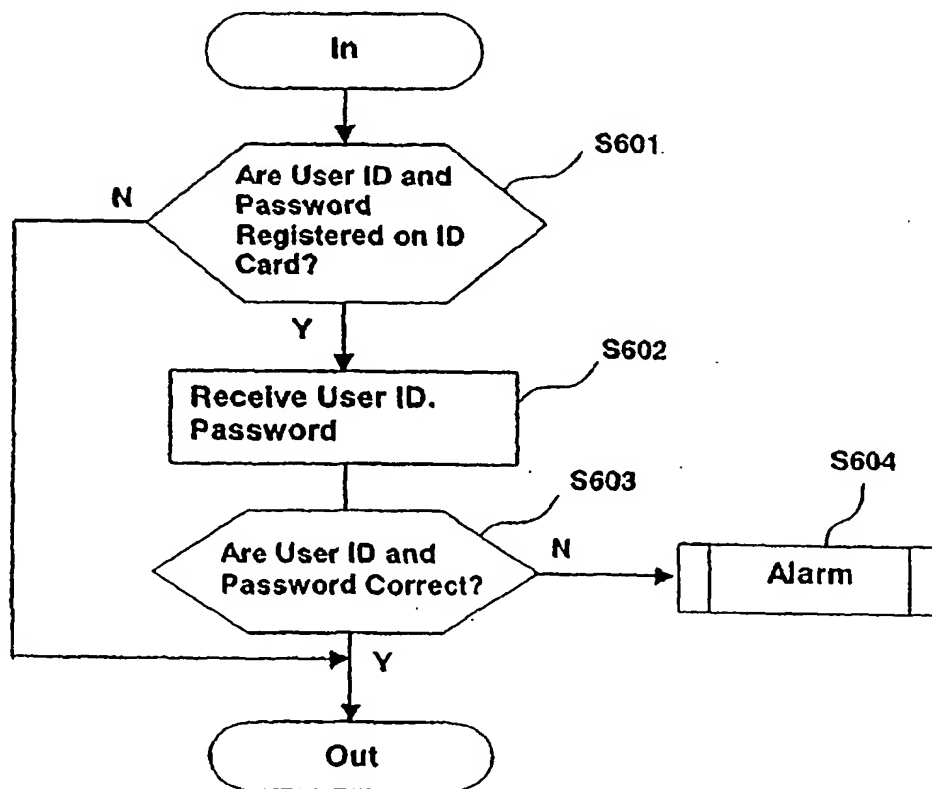 In
S601
Are User ID and
Password
Registered on ID
Card?
N
Y
S602
Receive User ID.
Password
S603
Are User ID and
Password Correct?
N
S604
Alarm
Y
Out